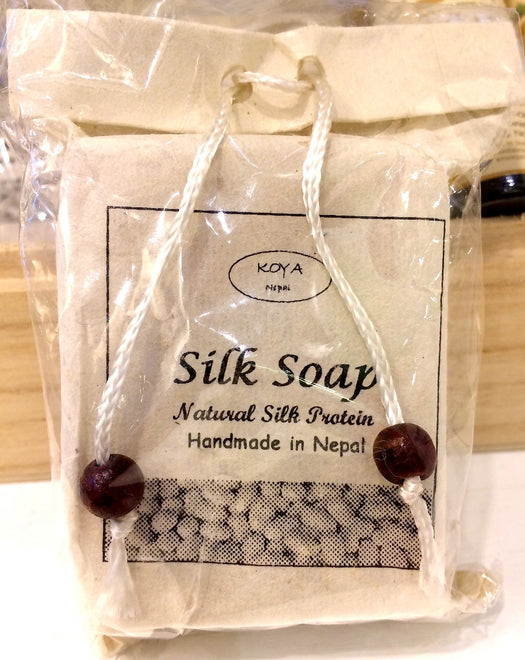 KOYA
Nepal
Silk Soap
Natural Silk Protein
Handmade in Nepal